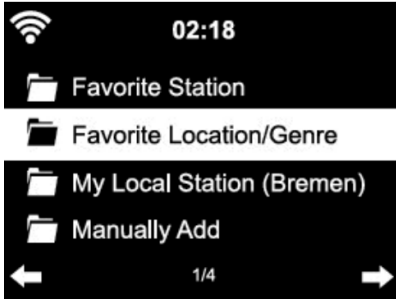 02:18
Favorite Station
Favorite Location/Genre
My Local Station (Bremen)
Manually Add
1/4